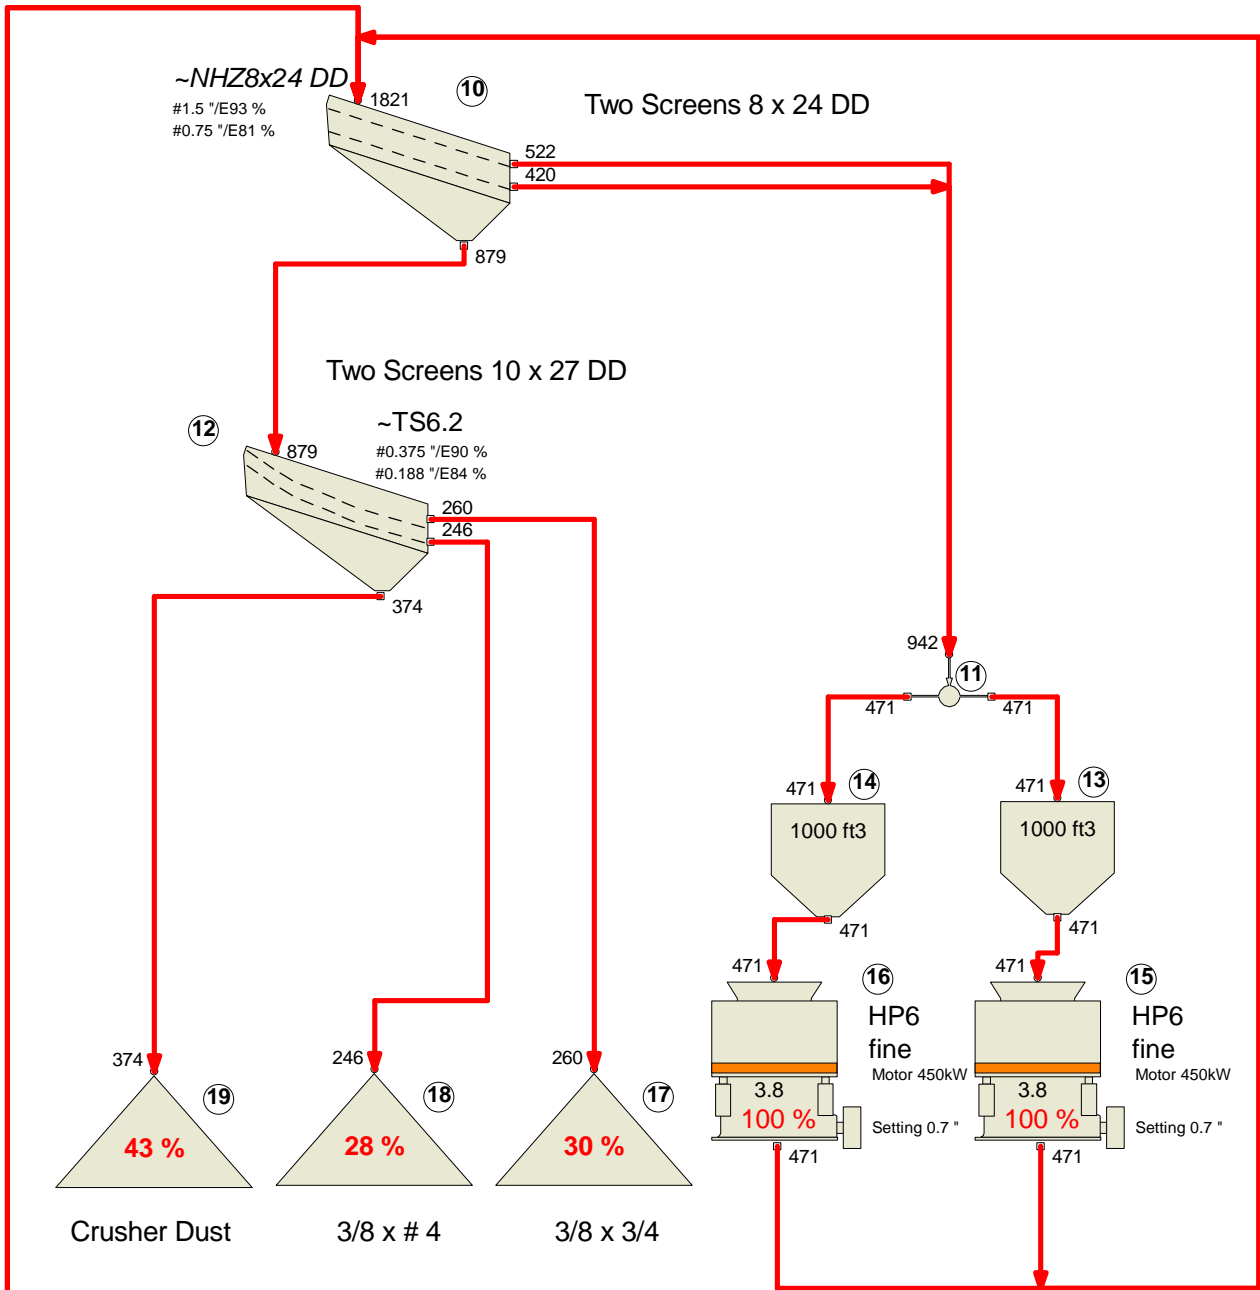 ~NHZ8x24 DD
10
#1.5 "/E93 %
#0.75 "/E81 %
1821
Two Screens 8 x 24 DD
522
420
879
Two Screens 10 x 27 DD
12
~TS6.2
#0.375 "/E90 %
#0.188 "/E84 %
879
260
246
374
942
11
471
471
471
14
471
13
1000 ft3
1000 ft3
471
471
471
16
471
15
HP6
fine
Motor 450kW
HP6
fine
Motor 450kW
3.8
100 %
Setting 0.7 "
3.8
100 %
Setting 0.7 "
471
471
374
19
246
18
260
17
43 %
28 %
30 %
Crusher Dust
3/8 x # 4
3/8 x 3/4